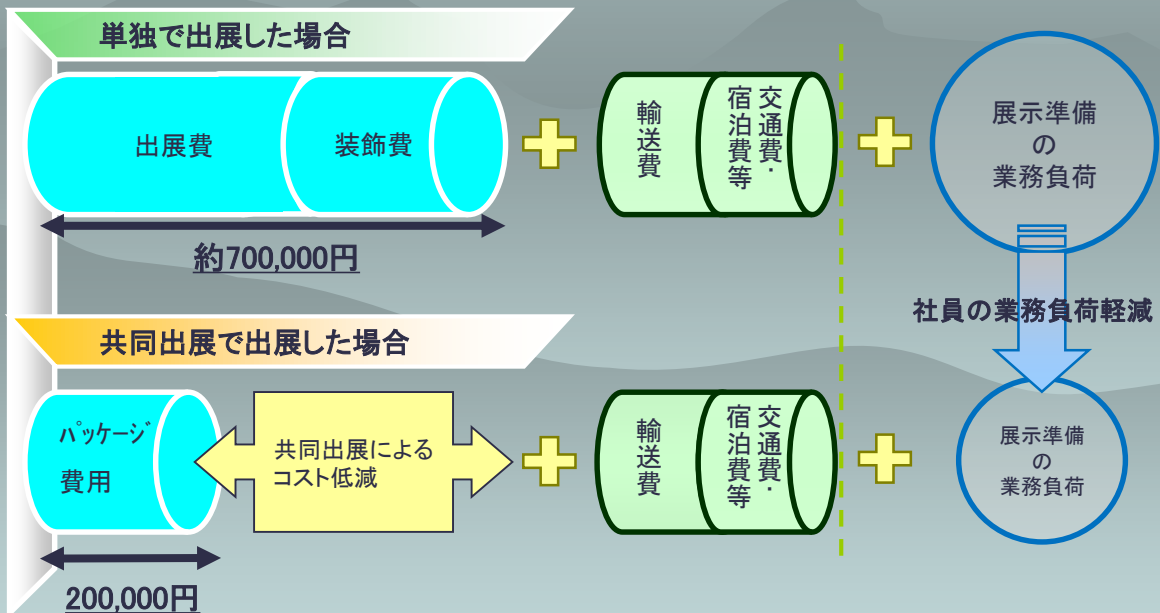 単独で出展した場合
出展費
装飾費
輸送費
交通費・
宿泊費等
展示準備
の
業務負荷
約700,000円
社員の業務負荷軽減
共同出展で出展した場合
パッケージ
費用
共同出展による
コスト低減
輸送費
交通費・
宿泊費等
展示準備
の
業務負荷
200,000円